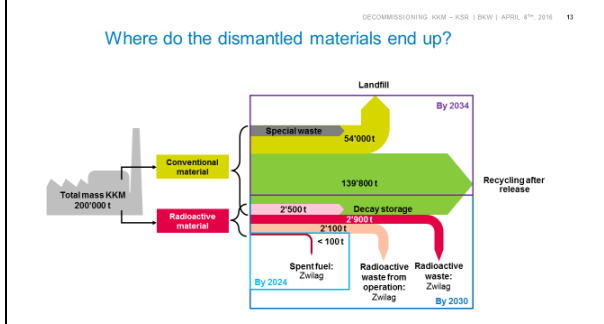 DECOMMISSIONING KKM – KSR | BKW | APRIL 6TH, 2016 13
Where do the dismantled materials end up?
Landfill
By 2034
Special waste
54'000 t
Conventional
material
139'800 t
Recycling after
release
Total mass KKM
200'000 t
Radioactive
material
2'500 t
Decay storage
2'900 t
2'100 t
< 100 t
Spent fuel:
Zwilag
Radioactive
waste from
operation:
Zwilag
Radioactive
waste:
Zwilag
By 2024
By 2030